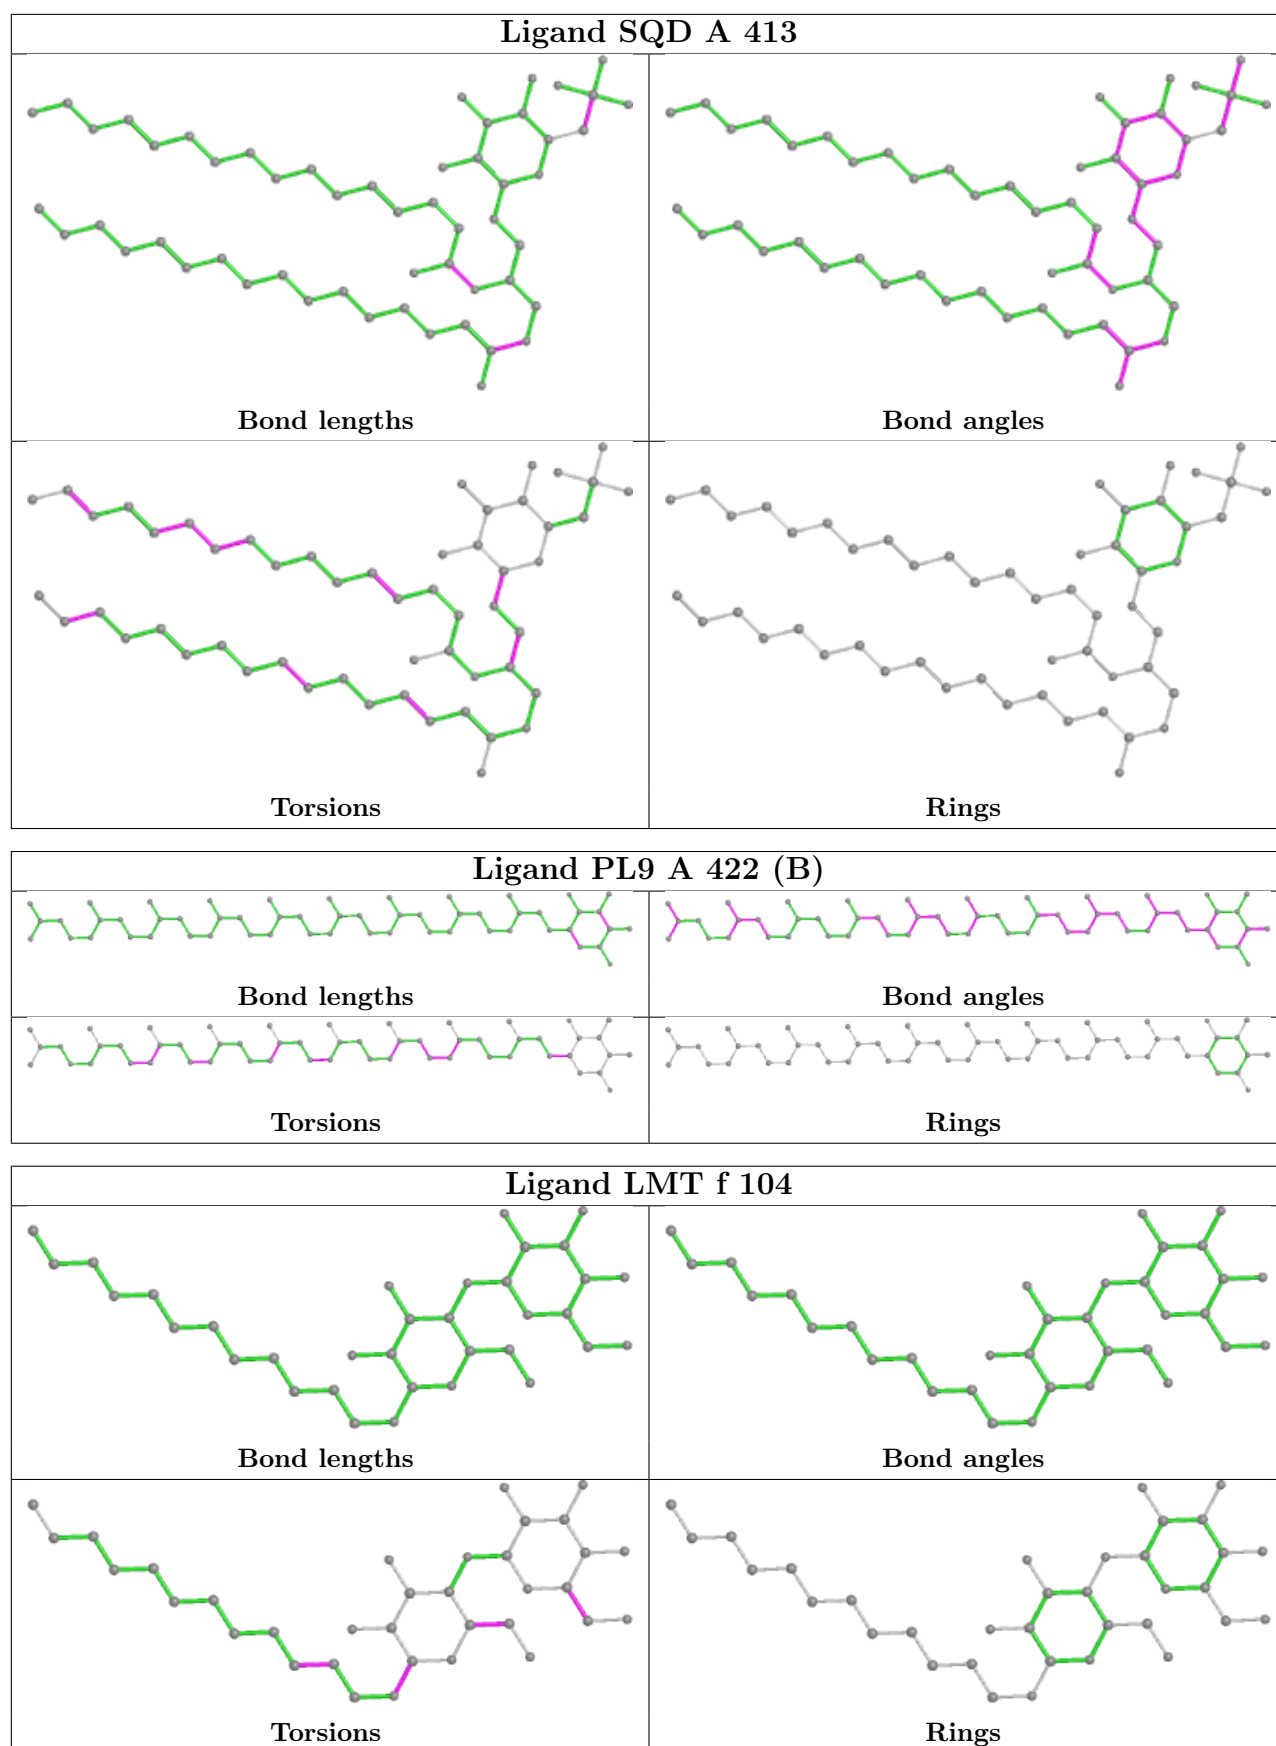 Ligand SQD A 413
Bond lengths
Bond angles
Torsions
Rings
Ligand PL9 A 422 (B)
Bond lengths
Bond angles
Torsions
Rings
Ligand LMT f 104
Bond lengths
Bond angles
Torsions
Rings